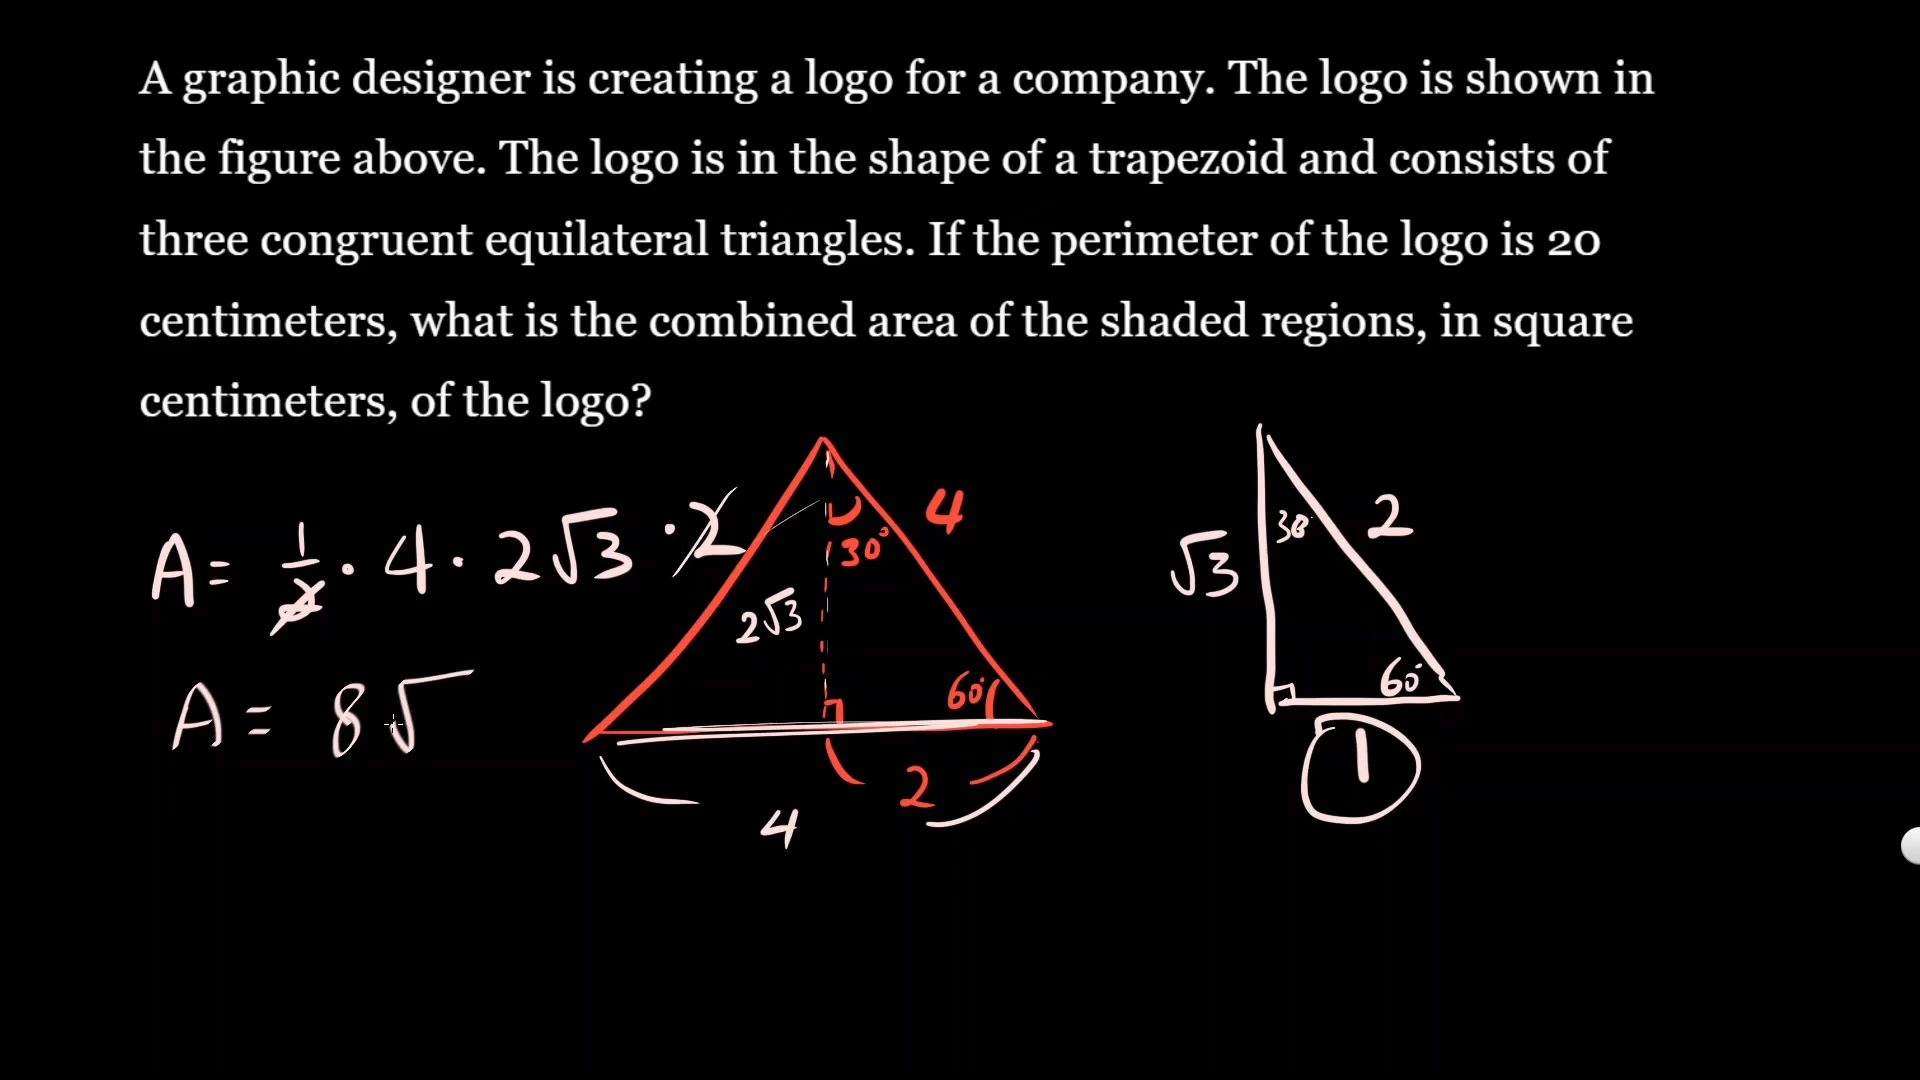 A graphic designer is creating a logo for a company. The logo is shown in
the figure above. The logo is in the shape of a trapezoid and consists of
three congruent equilateral triangles. If the perimeter of the logo is 20
centimeters, what is the combined area of the shaded regions, in square
centimeters, of the logo?
A = 1/2 · 4 · 2√3 · 2
4
30°
2√3
60°
2
4
A = 8√
30°
2
√3
60°
1